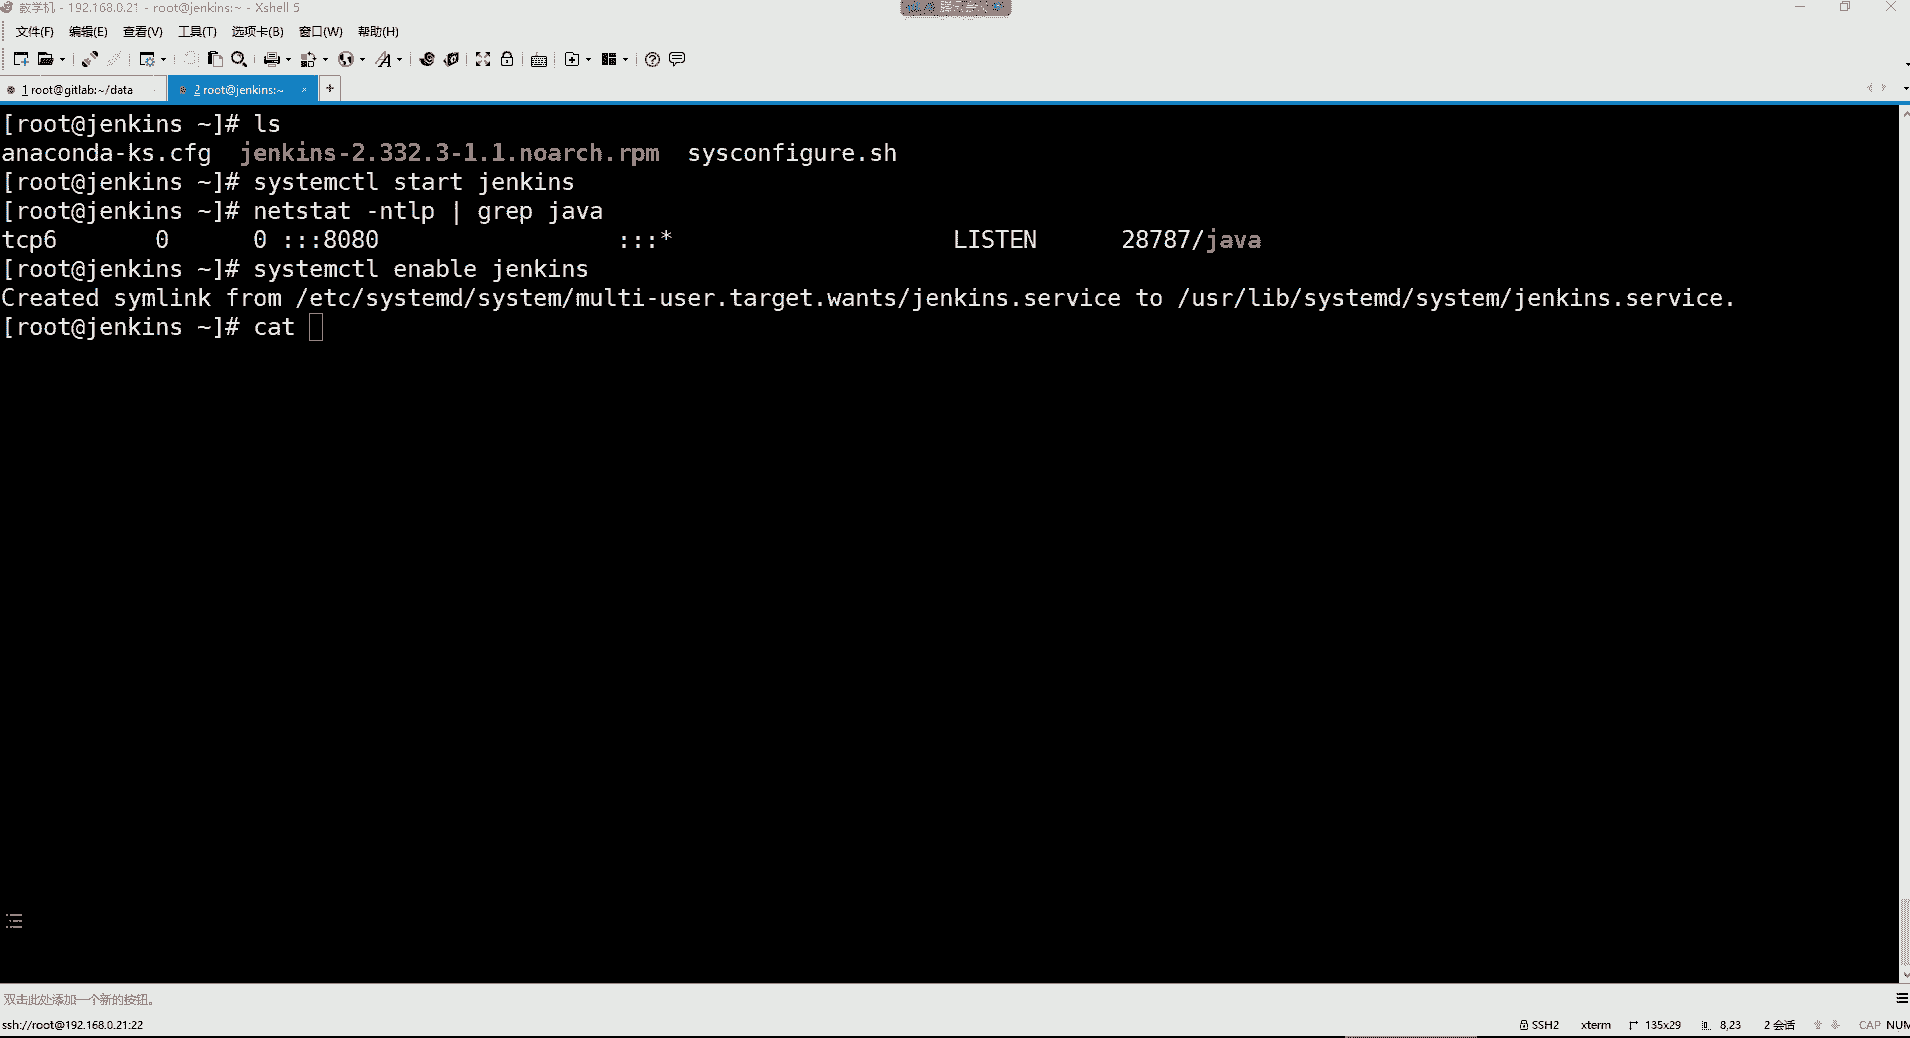 教学机 - 192.168.0.21 - root@jenkins:~ - Xshell 5
文件(F) 编辑(E) 查看(V) 工具(T) 选项卡(B) 窗口(W) 帮助(H)
1 root@gitlab:~/data × 2 root@jenkins:~ × +
[root@jenkins ~]# ls
anaconda-ks.cfg jenkins-2.332.3-1.1.noarch.rpm sysconfigure.sh
[root@jenkins ~]# systemctl start jenkins
[root@jenkins ~]# netstat -ntlp | grep java
tcp6 0 0 :::8080 :::* LISTEN 28787/java
[root@jenkins ~]# systemctl enable jenkins
Created symlink from /etc/systemd/system/multi-user.target.wants/jenkins.service to /usr/lib/systemd/system/jenkins.service.
[root@jenkins ~]# cat
双击此处添加一个新的按钮。
ssh://root@192.168.0.21:22 SSH2 xterm 135x29 8,23 2 会话 CAP NUM